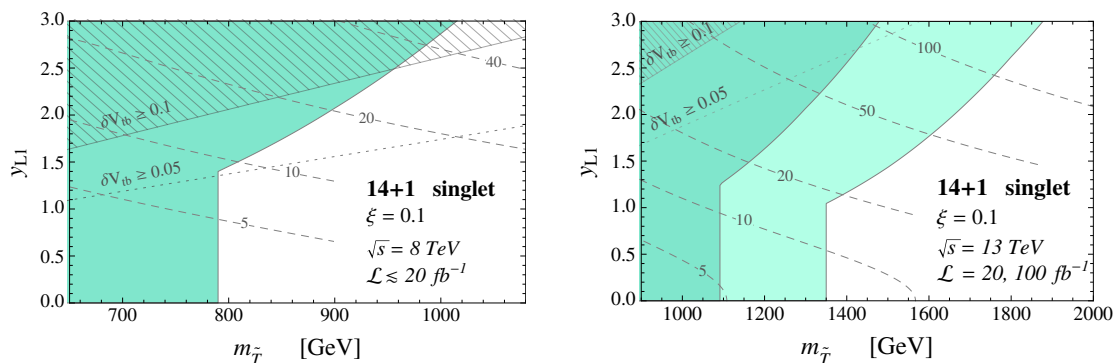 3.0
2.5
2.0
1.5
1.0
0.5
0.0
y_L1
δV_tb ≥ 0.1
δV_tb ≥ 0.05
40
20
10
5
14+1 singlet
ξ = 0.1
√s = 8 TeV
ℒ ≲ 20 fb⁻¹
700 800 900 1000
m_T̃ [GeV]
3.0
2.5
2.0
1.5
1.0
0.5
0.0
y_L1
δV_tb ≥ 0.1
δV_tb ≥ 0.05
100
50
20
10
5
14+1 singlet
ξ = 0.1
√s = 13 TeV
ℒ = 20, 100 fb⁻¹
1000 1200 1400 1600 1800 2000
m_T̃ [GeV]